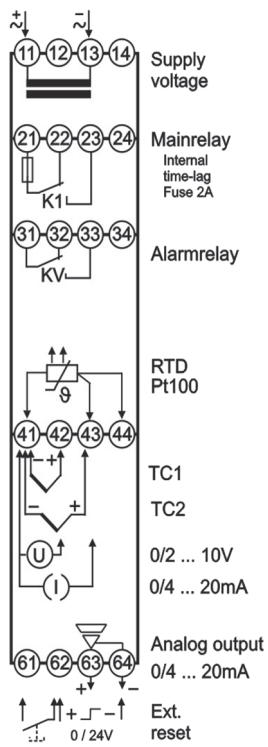 + −
≂ ≂
11 12 13 14
Supply
voltage
21 22 23 24
Mainrelay
Internal
time-lag
Fuse 2A
K1
31 32 33 34
Alarmrelay
KV
RTD
Pt100
ϑ
41 42 43 44
− +
TC1
− +
TC2
U
0/2 ... 10V
I
0/4 ... 20mA
Analog output
0/4 ... 20mA
61 62 63 64
+ −
+ −
0 / 24V
Ext.
reset